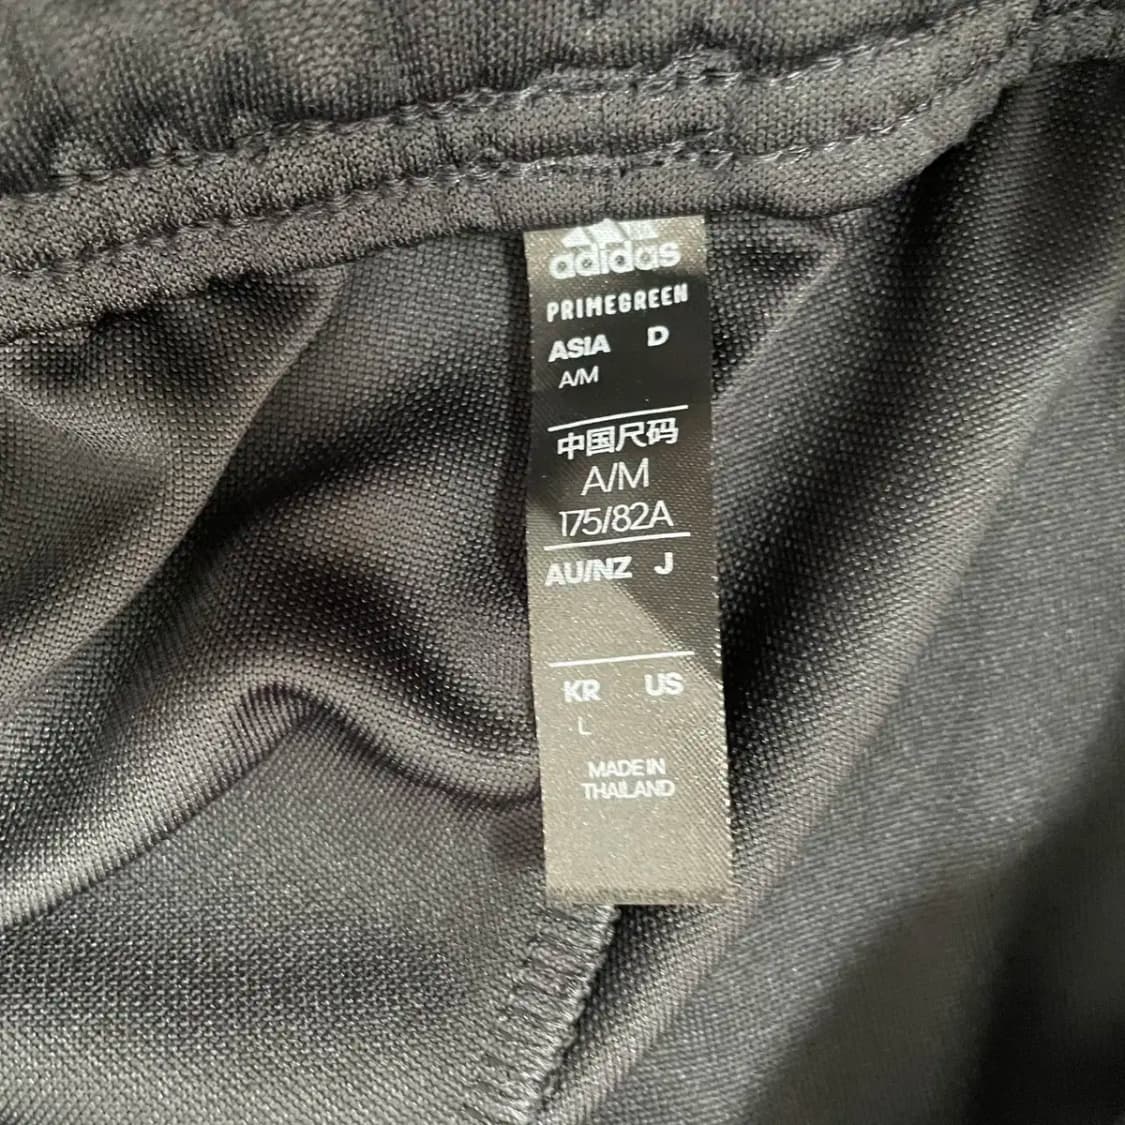 adidas
PRIMEGREEN
ASIA D
A/M
中国尺码
A/M
175/82A
AU/NZ J
KR US
L
MADE IN
THAILAND